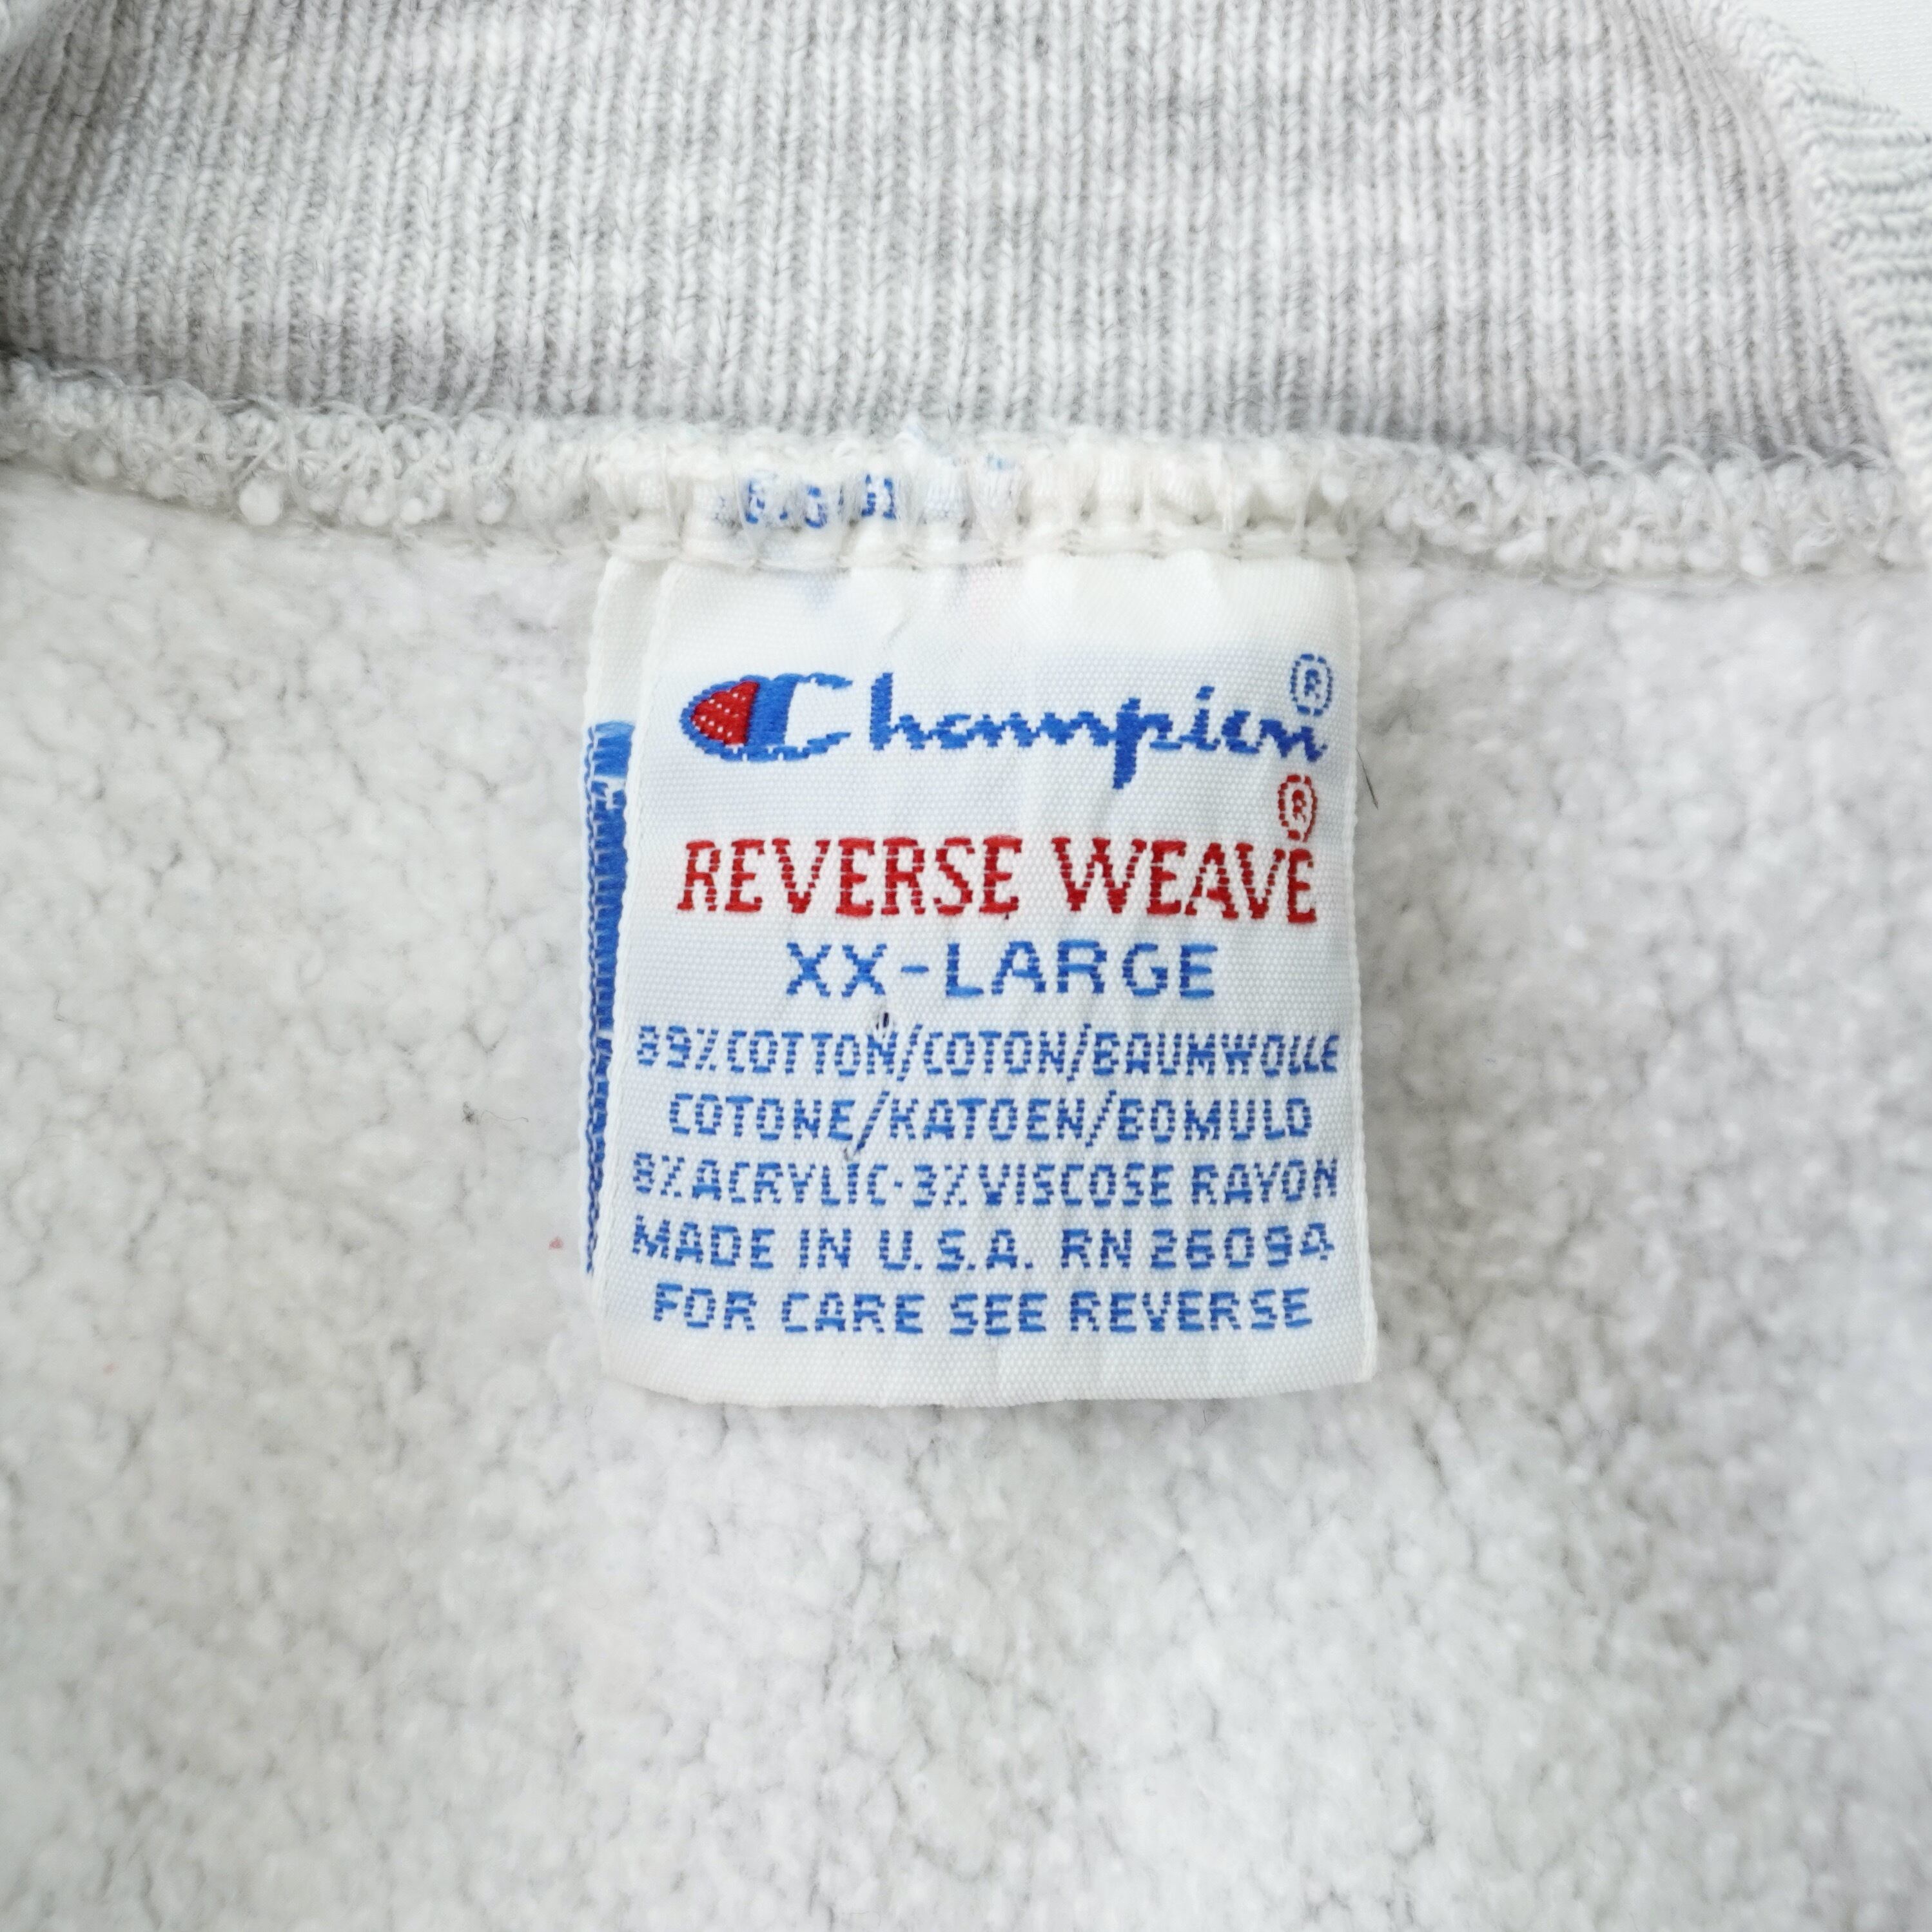 Champion®
REVERSE WEAVE®
XX-LARGE
89% COTTON/COTON/BAUMWOLLE
COTONE/KATOEN/BOMULD
8% ACRYLIC·3% VISCOSE RAYON
MADE IN U.S.A. RN 26094
FOR CARE SEE REVERSE